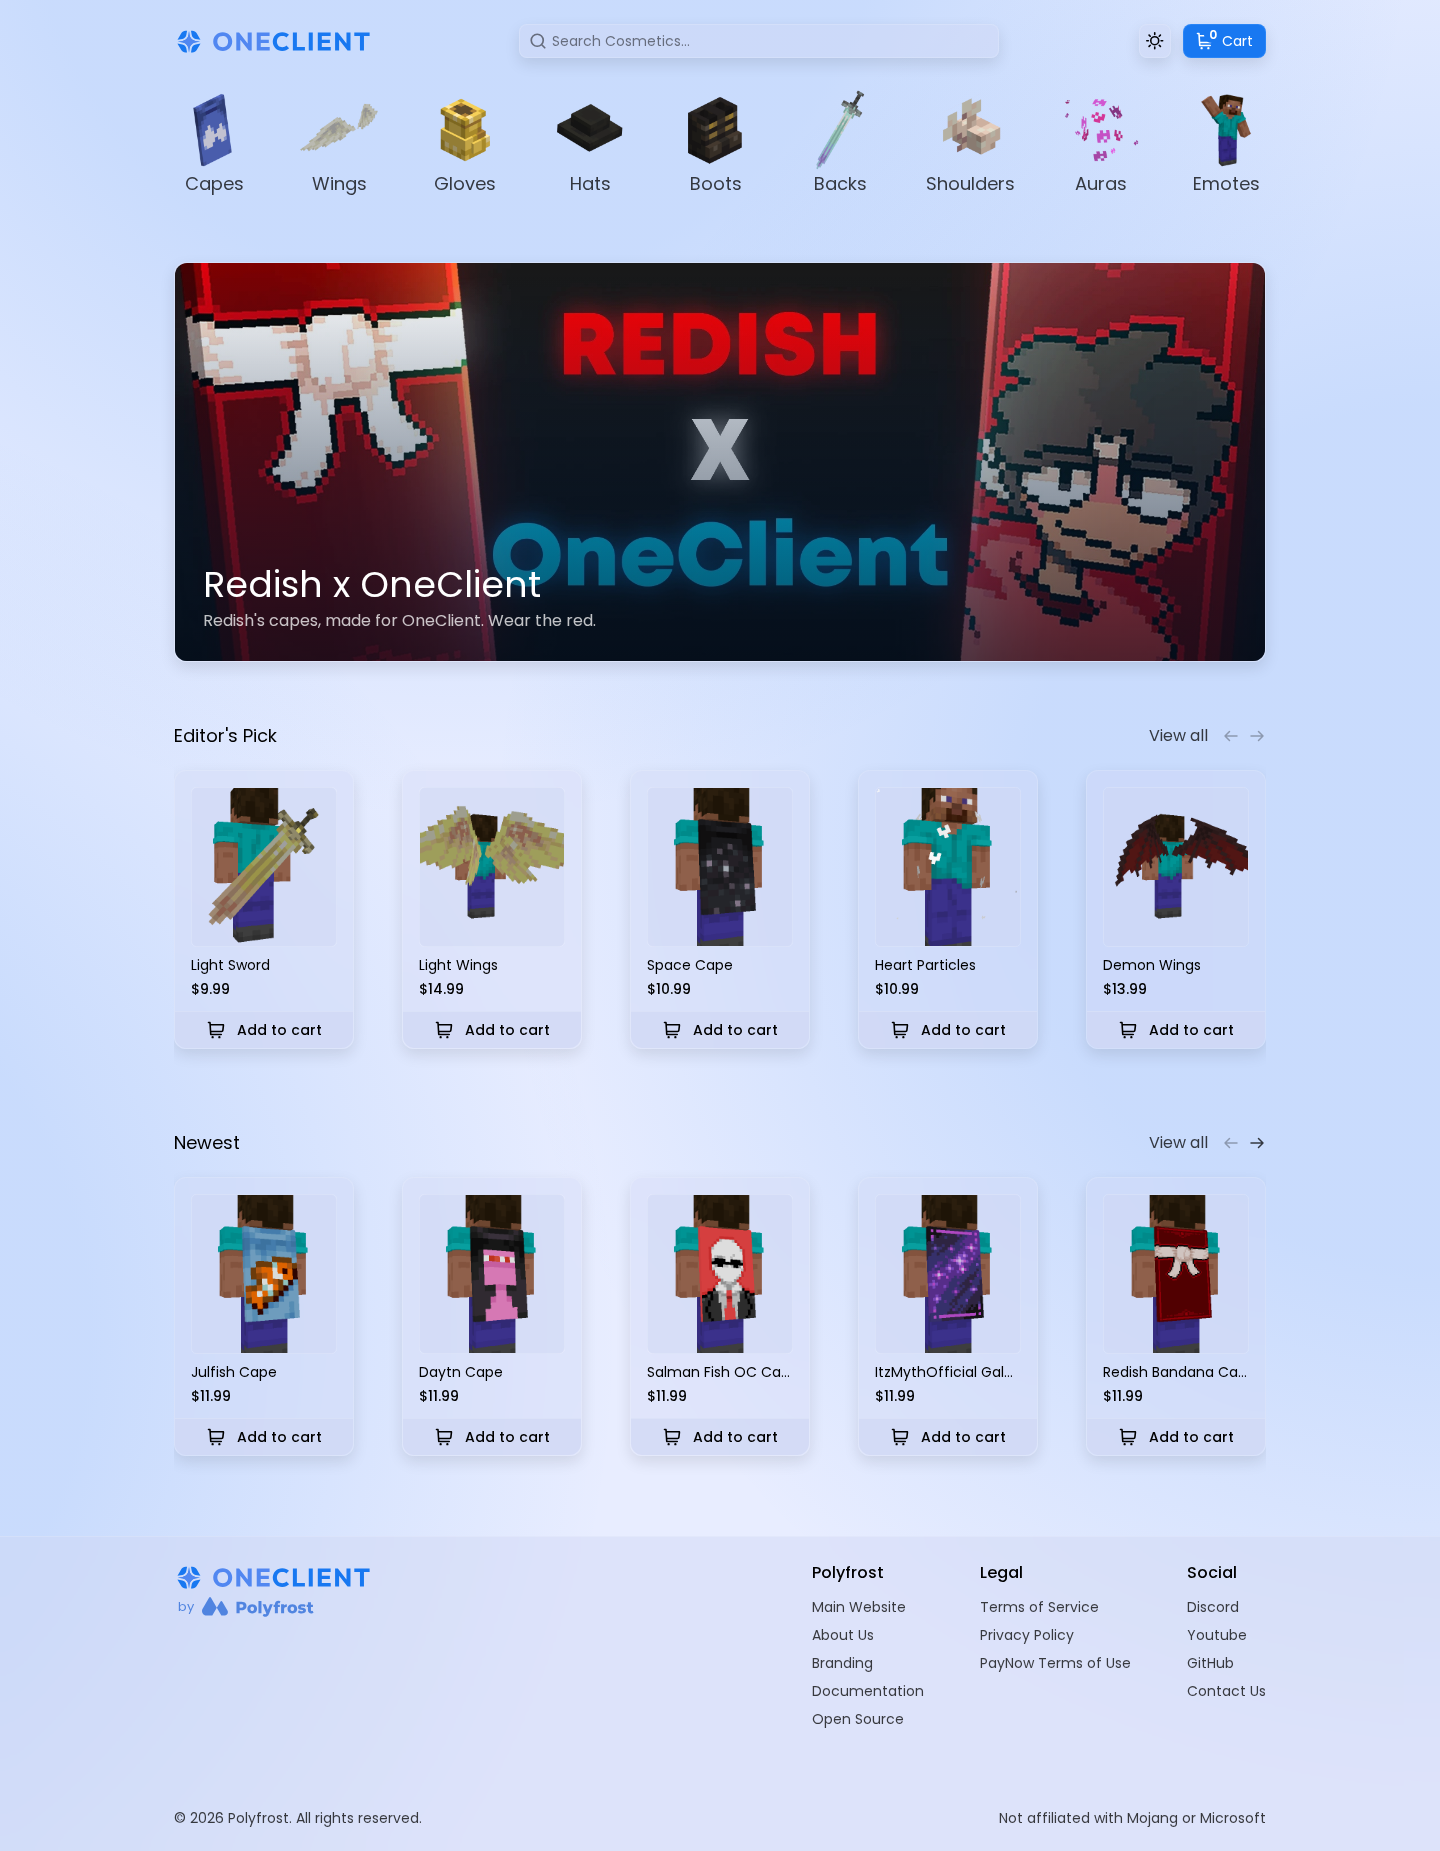 ONECLIENT
Search Cosmetics...
0 Cart
Capes
Wings
Gloves
Hats
Boots
Backs
Shoulders
Auras
Emotes
REDISH
X
OneClient
Redish x OneClient
Redish's capes, made for OneClient. Wear the red.
Editor's Pick
View all
Light Sword
$9.99
Add to cart
Light Wings
$14.99
Add to cart
Space Cape
$10.99
Add to cart
Heart Particles
$10.99
Add to cart
Demon Wings
$13.99
Add to cart
Newest
View all
Julfish Cape
$11.99
Add to cart
Daytn Cape
$11.99
Add to cart
Salman Fish OC Ca...
$11.99
Add to cart
ItzMythOfficial Gal...
$11.99
Add to cart
Redish Bandana Ca...
$11.99
Add to cart
ONECLIENT
by Polyfrost
Polyfrost
Main Website
About Us
Branding
Documentation
Open Source
Legal
Terms of Service
Privacy Policy
PayNow Terms of Use
Social
Discord
Youtube
GitHub
Contact Us
© 2026 Polyfrost. All rights reserved.
Not affiliated with Mojang or Microsoft